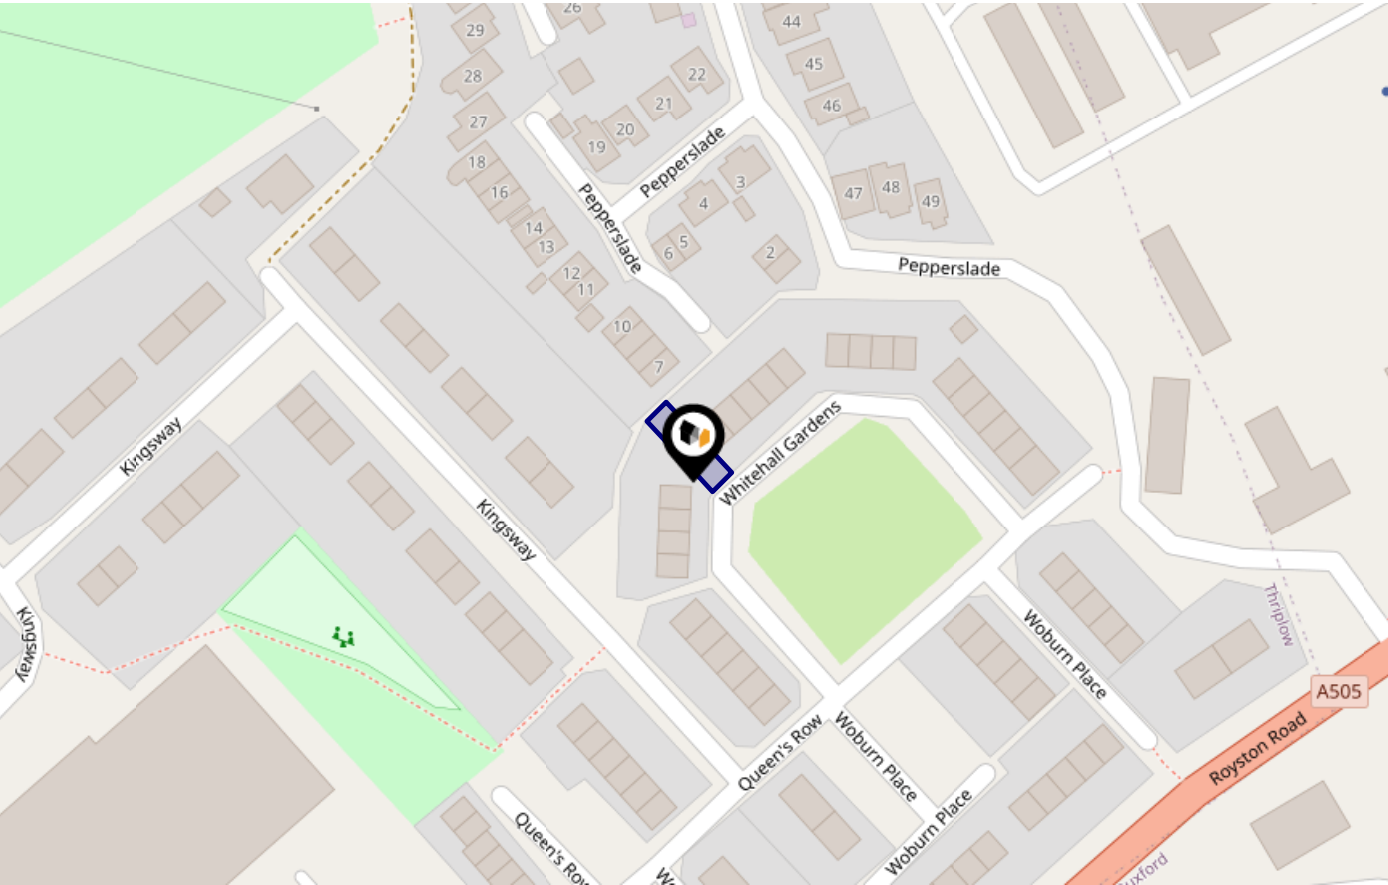 29
26
44
28
22
45
21
46
27
20
19
18
16
Pepperslade
3
4
47
48
49
14
13
Pepperslade
5
6
2
12
11
Pepperslade
10
7
Kingsway
Whitehall Gardens
Kingsway
Kingsway
Thriplow
Woburn Place
A505
Royston Road
Queen's Row
Woburn Place
Woburn Place
Queen's Row